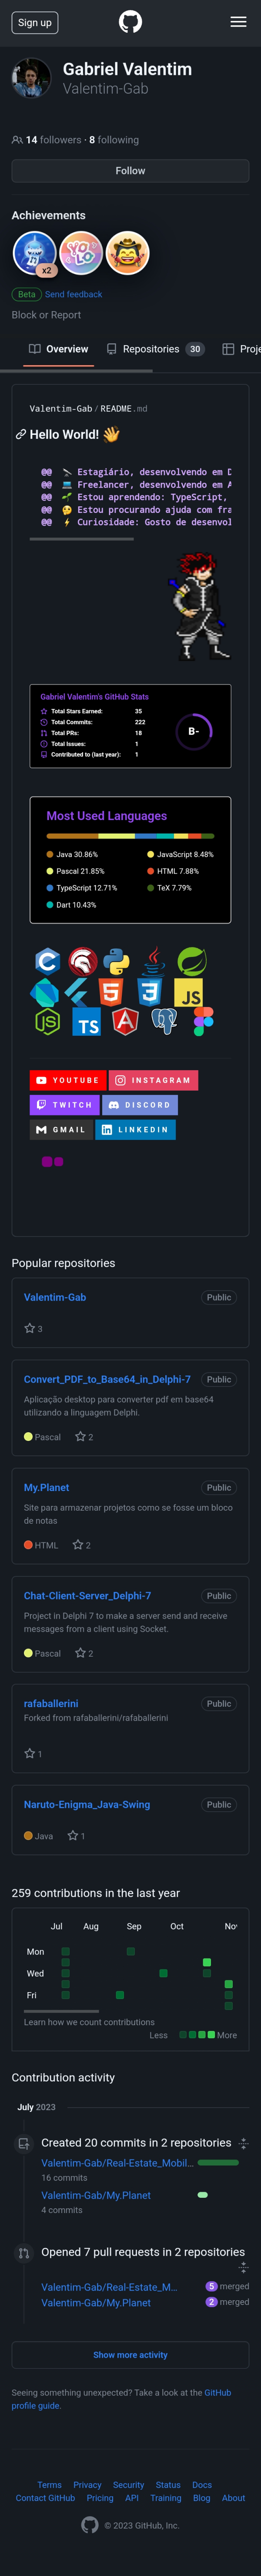 Sign up
Gabriel Valentim
Valentim-Gab
14 followers · 8 following
Follow
Achievements
x2
YOLO
Beta Send feedback
Block or Report
Overview Repositories 30 Proje
Valentim-Gab/README.md
Hello World! 👋
@@ 🔭 Estagiário, desenvolvendo em D
@@ 💻 Freelancer, desenvolvendo em A
@@ 🌱 Estou aprendendo: TypeScript,
@@ 🤔 Estou procurando ajuda com fra
@@ ⚡ Curiosidade: Gosto de desenvol
Gabriel Valentim's GitHub Stats
Total Stars Earned: 35
Total Commits: 222
Total PRs: 18
Total Issues: 1
Contributed to (last year): 1
B-
Most Used Languages
Java 30.86% JavaScript 8.48%
Pascal 21.85% HTML 7.88%
TypeScript 12.71% TeX 7.79%
Dart 10.43%
C
5 3 JS
JS TS A
YOUTUBE INSTAGRAM
TWITCH DISCORD
GMAIL LINKEDIN
Popular repositories
Valentim-Gab Public
3
Convert_PDF_to_Base64_in_Delphi-7 Public
Aplicação desktop para converter pdf em base64
utilizando a linguagem Delphi.
Pascal 2
My.Planet Public
Site para armazenar projetos como se fosse um bloco
de notas
HTML 2
Chat-Client-Server_Delphi-7 Public
Project in Delphi 7 to make a server send and receive
messages from a client using Socket.
Pascal 2
rafaballerini Public
Forked from rafaballerini/rafaballerini
1
Naruto-Enigma_Java-Swing Public
Java 1
259 contributions in the last year
Jul Aug Sep Oct Nov
Mon
Wed
Fri
Learn how we count contributions
Less More
Contribution activity
July 2023
Created 20 commits in 2 repositories
Valentim-Gab/Real-Estate_Mobil…
16 commits
Valentim-Gab/My.Planet
4 commits
Opened 7 pull requests in 2 repositories
Valentim-Gab/Real-Estate_M… 5 merged
Valentim-Gab/My.Planet 2 merged
Show more activity
Seeing something unexpected? Take a look at the GitHub
profile guide.
Terms Privacy Security Status Docs
Contact GitHub Pricing API Training Blog About
© 2023 GitHub, Inc.